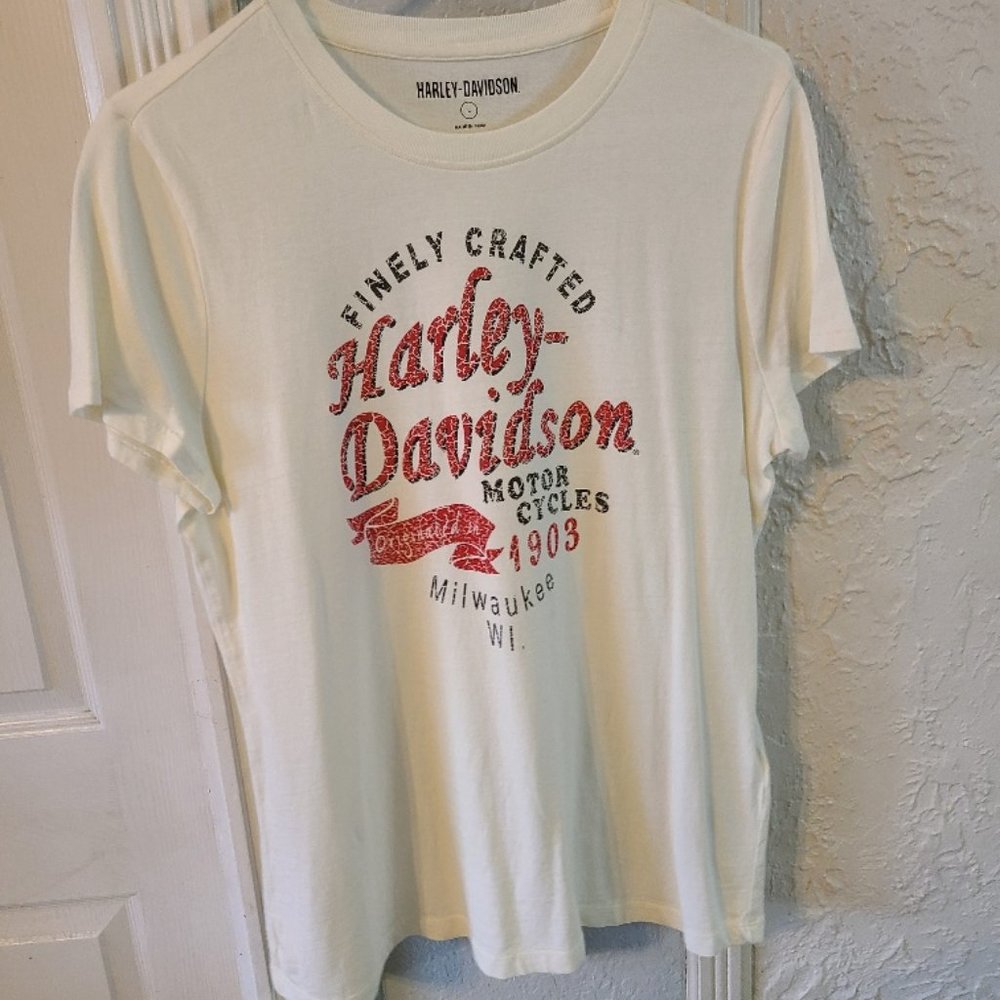 HARLEY-DAVIDSON
FINELY CRAFTED
Harley-
Davidson
MOTOR
CYCLES
Originated in
1903
Milwaukee
WI.